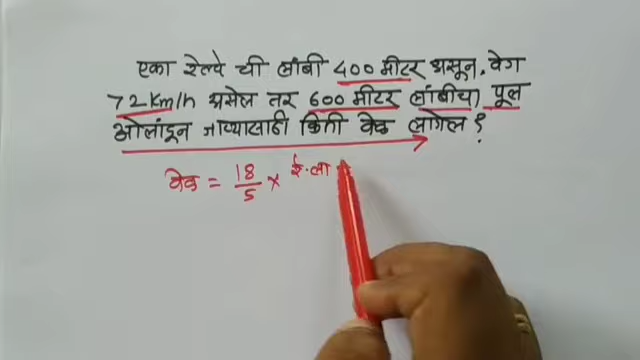 एका रेल्वे ची लांबी 400 मीटर असून, वेग
72 Km/h असेल तर 600 मीटर लांबीचा पूल
ओलांडून जाण्यासाठी किती वेळ लागेल ?
वेळ = 18/5 × रे. ला